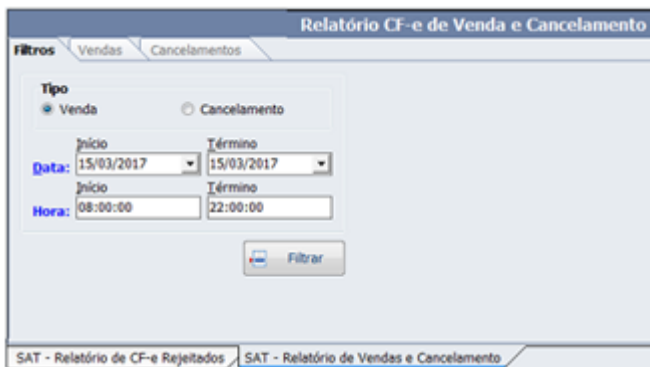 Relatório CF-e de Venda e Cancelamento
Filtros Vendas Cancelamentos
Tipo
Venda Cancelamento
Início Término
Data: 15/03/2017 15/03/2017
Início Término
Hora: 08:00:00 22:00:00
Filtrar
SAT - Relatório de CF-e Rejeitados SAT - Relatório de Vendas e Cancelamento